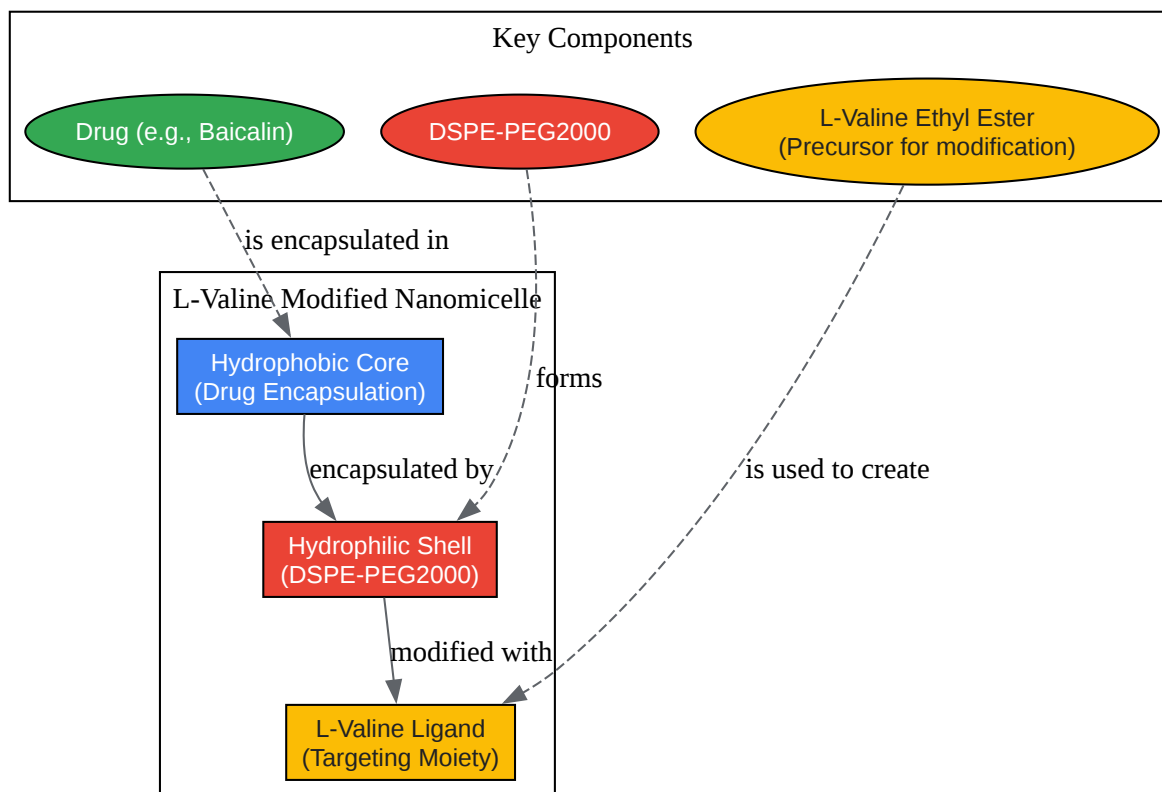 Key Components
Drug (e.g., Baicalin)
DSPE-PEG2000
L-Valine Ethyl Ester
(Precursor for modification)
is encapsulated in
L-Valine Modified Nanomicelle
Hydrophobic Core
(Drug Encapsulation)
forms
encapsulated by
is used to create
Hydrophilic Shell
(DSPE-PEG2000)
modified with
L-Valine Ligand
(Targeting Moiety)